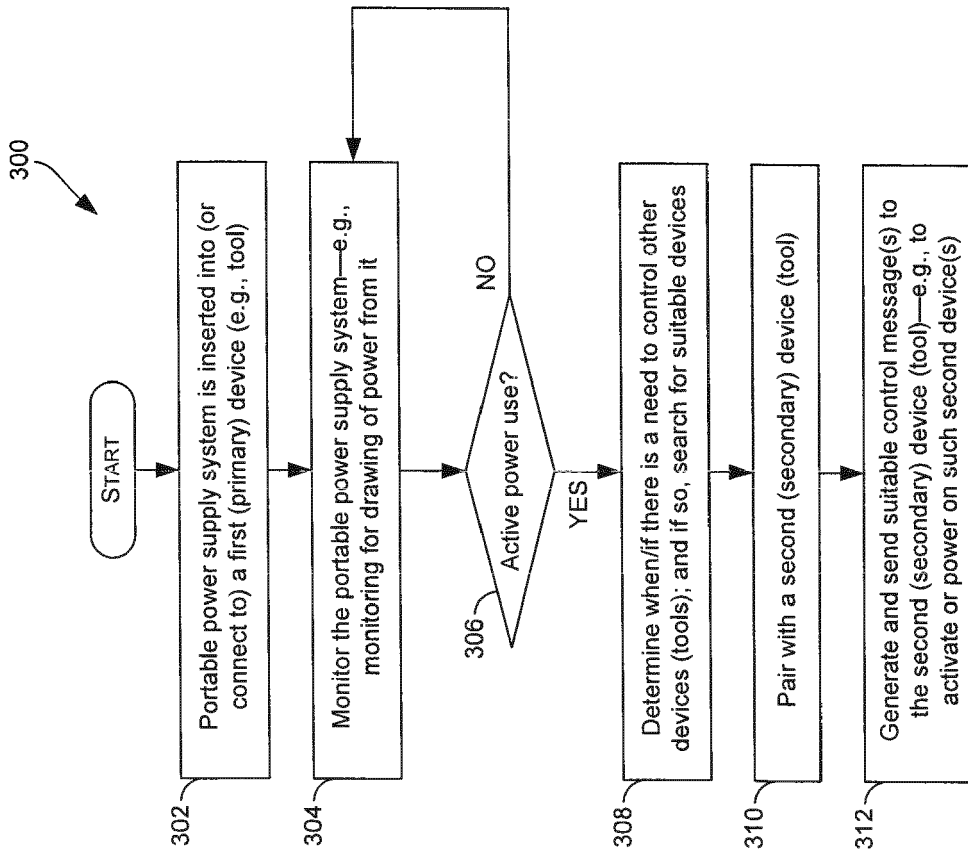 300
START
302
Portable power supply system is inserted into (or
connect to) a first (primary) device (e.g., tool)
304
Monitor the portable power supply system—e.g.,
monitoring for drawing of power from it
306
Active power use?
NO
YES
308
Determine when/if there is a need to control other
devices (tools); and if so, search for suitable devices
310
Pair with a second (secondary) device (tool)
312
Generate and send suitable control message(s) to
the second (secondary) device (tool)—e.g., to
activate or power on such second device(s)